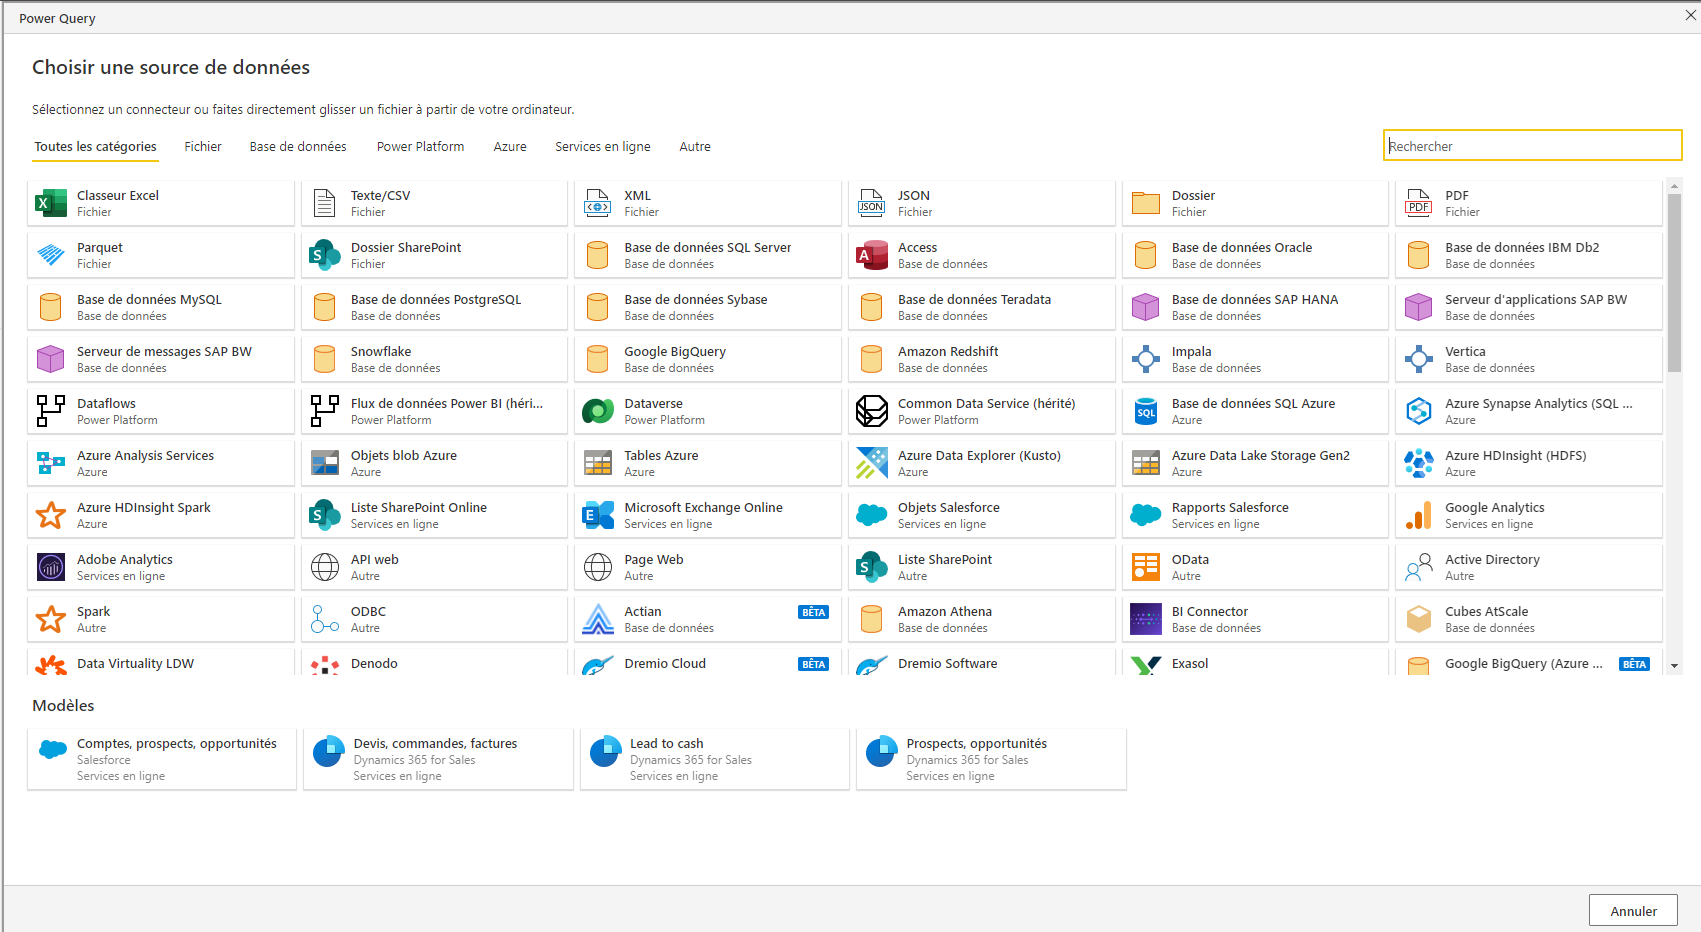 Power Query
Choisir une source de données
Sélectionnez un connecteur ou faites directement glisser un fichier à partir de votre ordinateur.
Toutes les catégories Fichier Base de données Power Platform Azure Services en ligne Autre Rechercher
Classeur Excel Texte/CSV XML JSON Dossier PDF
Fichier Fichier Fichier JSON Fichier Fichier PDF Fichier
Parquet Dossier SharePoint Base de données SQL Server Access Base de données Oracle Base de données IBM Db2
Fichier Fichier Base de données Base de données Base de données Base de données
Base de données MySQL Base de données PostgreSQL Base de données Sybase Base de données Teradata Base de données SAP HANA Serveur d'applications SAP BW
Base de données Base de données Base de données Base de données Base de données Base de données
Serveur de messages SAP BW Snowflake Google BigQuery Amazon Redshift Impala Vertica
Base de données Base de données Base de données Base de données Base de données Base de données
Dataflows Flux de données Power BI (héri... Dataverse Common Data Service (hérité) Base de données SQL Azure Azure Synapse Analytics (SQL ...
Power Platform Power Platform Power Platform Power Platform SQL Azure Azure
Azure Analysis Services Objets blob Azure Tables Azure Azure Data Explorer (Kusto) Azure Data Lake Storage Gen2 Azure HDInsight (HDFS)
Azure Azure Azure Azure Azure Azure
Azure HDInsight Spark Liste SharePoint Online Microsoft Exchange Online Objets Salesforce Rapports Salesforce Google Analytics
Azure Services en ligne Services en ligne Services en ligne Services en ligne Services en ligne
Adobe Analytics API web Page Web Liste SharePoint OData Active Directory
Services en ligne Autre Autre Autre Autre Autre
Spark ODBC Actian BÊTA Amazon Athena BI Connector Cubes AtScale
Autre Autre Base de données Base de données Base de données Base de données
Data Virtuality LDW Denodo Dremio Cloud BÊTA Dremio Software Exasol Google BigQuery (Azure ... BÊTA
Modèles
Comptes, prospects, opportunités Devis, commandes, factures Lead to cash Prospects, opportunités
Salesforce Dynamics 365 for Sales Dynamics 365 for Sales Dynamics 365 for Sales
Services en ligne Services en ligne Services en ligne Services en ligne
Annuler